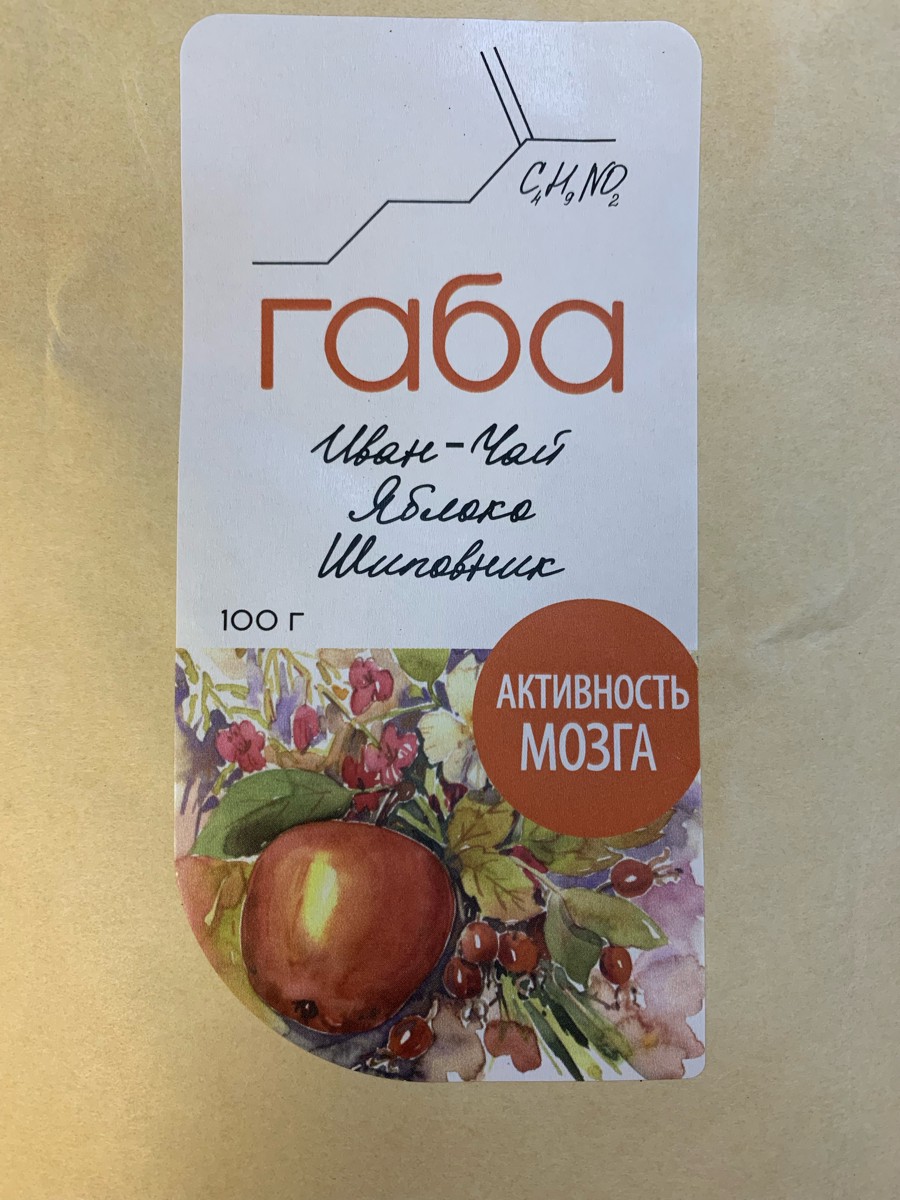 C₄H₉NO₂
габа
Иван-Чай
Яблоко
Шиповник
100 г
АКТИВНОСТЬ
МОЗГА